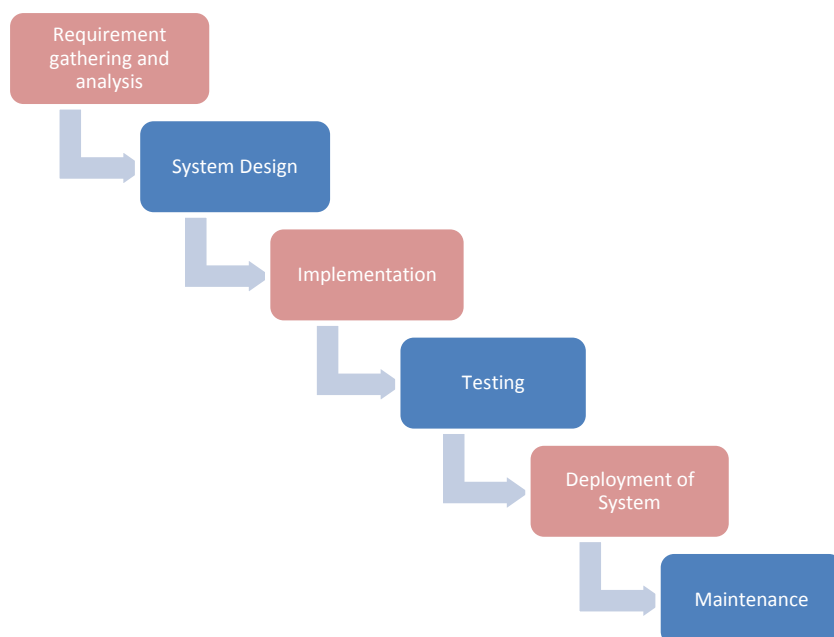 Requirement
gathering and
analysis
System Design
Implementation
Testing
Deployment of
System
Maintenance